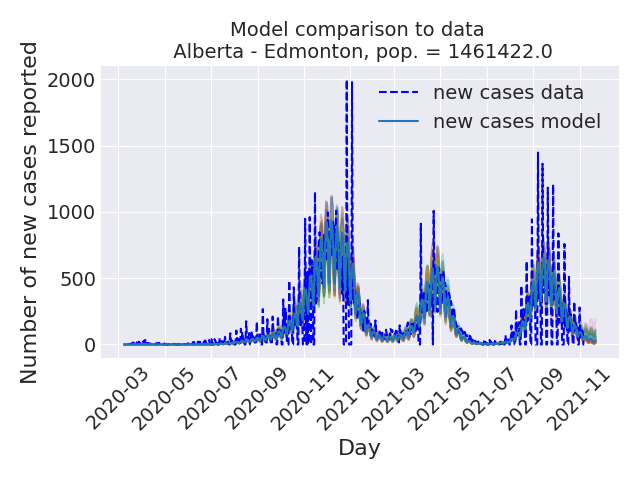 Model comparison to data
Alberta - Edmonton, pop. = 1461422.0
Number of new cases reported
2000
1500
1000
500
0
new cases data
new cases model
2020-03
2020-05
2020-07
2020-09
2020-11
2021-01
2021-03
2021-05
2021-07
2021-09
2021-11
Day